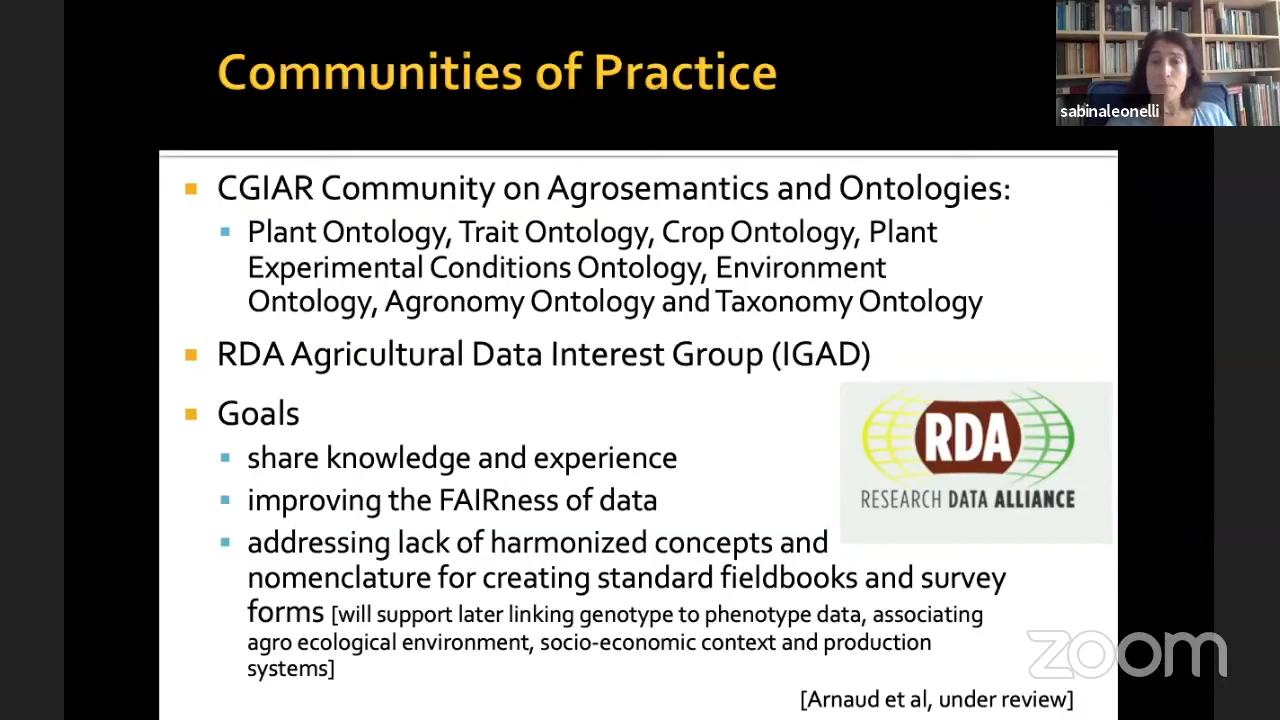 Communities of Practice
sabinaleonelli
CGIAR Community on Agrosemantics and Ontologies:
Plant Ontology, Trait Ontology, Crop Ontology, Plant
Experimental Conditions Ontology, Environment
Ontology, Agronomy Ontology and Taxonomy Ontology
RDA Agricultural Data Interest Group (IGAD)
Goals
share knowledge and experience
improving the FAIRness of data
addressing lack of harmonized concepts and
nomenclature for creating standard fieldbooks and survey
forms [will support later linking genotype to phenotype data, associating
agro ecological environment, socio-economic context and production
systems]
RDA
RESEARCH DATA ALLIANCE
zoom
[Arnaud et al, under review]